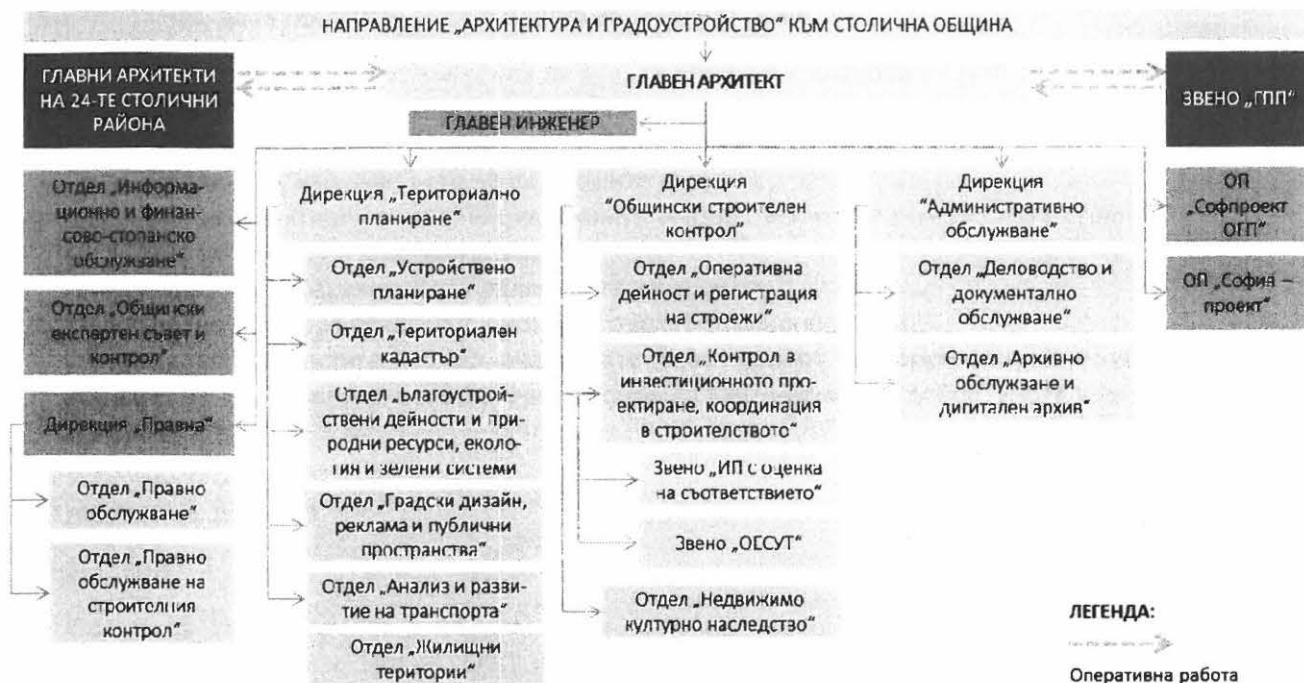 НАПРАВЛЕНИЕ „АРХИТЕКТУРА И ГРАДОУСТРОЙСТВО“ КЪМ СТОЛИЧНА ОБЩИНА
ГЛАВНИ АРХИТЕКТИ
НА 24-ТЕ СТОЛИЧНИ
РАЙОНА
ГЛАВЕН АРХИТЕКТ
ЗВЕНО „ГПП“
ГЛАВЕН ИНЖЕНЕР
Отдел „Информа-
ционно и финан-
сово-стопанско
обслужване“
Отдел „Общински
експертен съвет и
контрол“
Дирекция „Правна“
Отдел „Правно
обслужване“
Отдел „Правно
обслужване на
строителния
контрол“
Дирекция „Териториално
планиране“
Отдел „Устройствено
планиране“
Отдел „Териториален
кадастър“
Отдел „Благоустрой-
ствени дейности и при-
родни ресурси, еколо-
гия и зелени системи
Отдел „Градски дизайн,
реклама и публични
пространства“
Отдел „Анализ и разви-
тие на транспорта“
Отдел „Жилищни
територии“
Дирекция
“Общински строителен
контрол“
Отдел „Оперативна
дейност и регистрация
на строежи“
Отдел „Контрол в
инвестиционното про-
ектиране, координация
в строителството“
Звено „ИП с оценка
на съответствието“
Звено „ОЕСУТ“
Отдел „Недвижимо
културно наследство“
Дирекция
“Административно
обслужване“
Отдел „Деловодство и
документално
обслужване“
Отдел „Архивно
обслужване и
дигитален архив“
ОП
„Софпроект
ОГП“
ОП „София –
проект“
ЛЕГЕНДА:
Оперативна работа